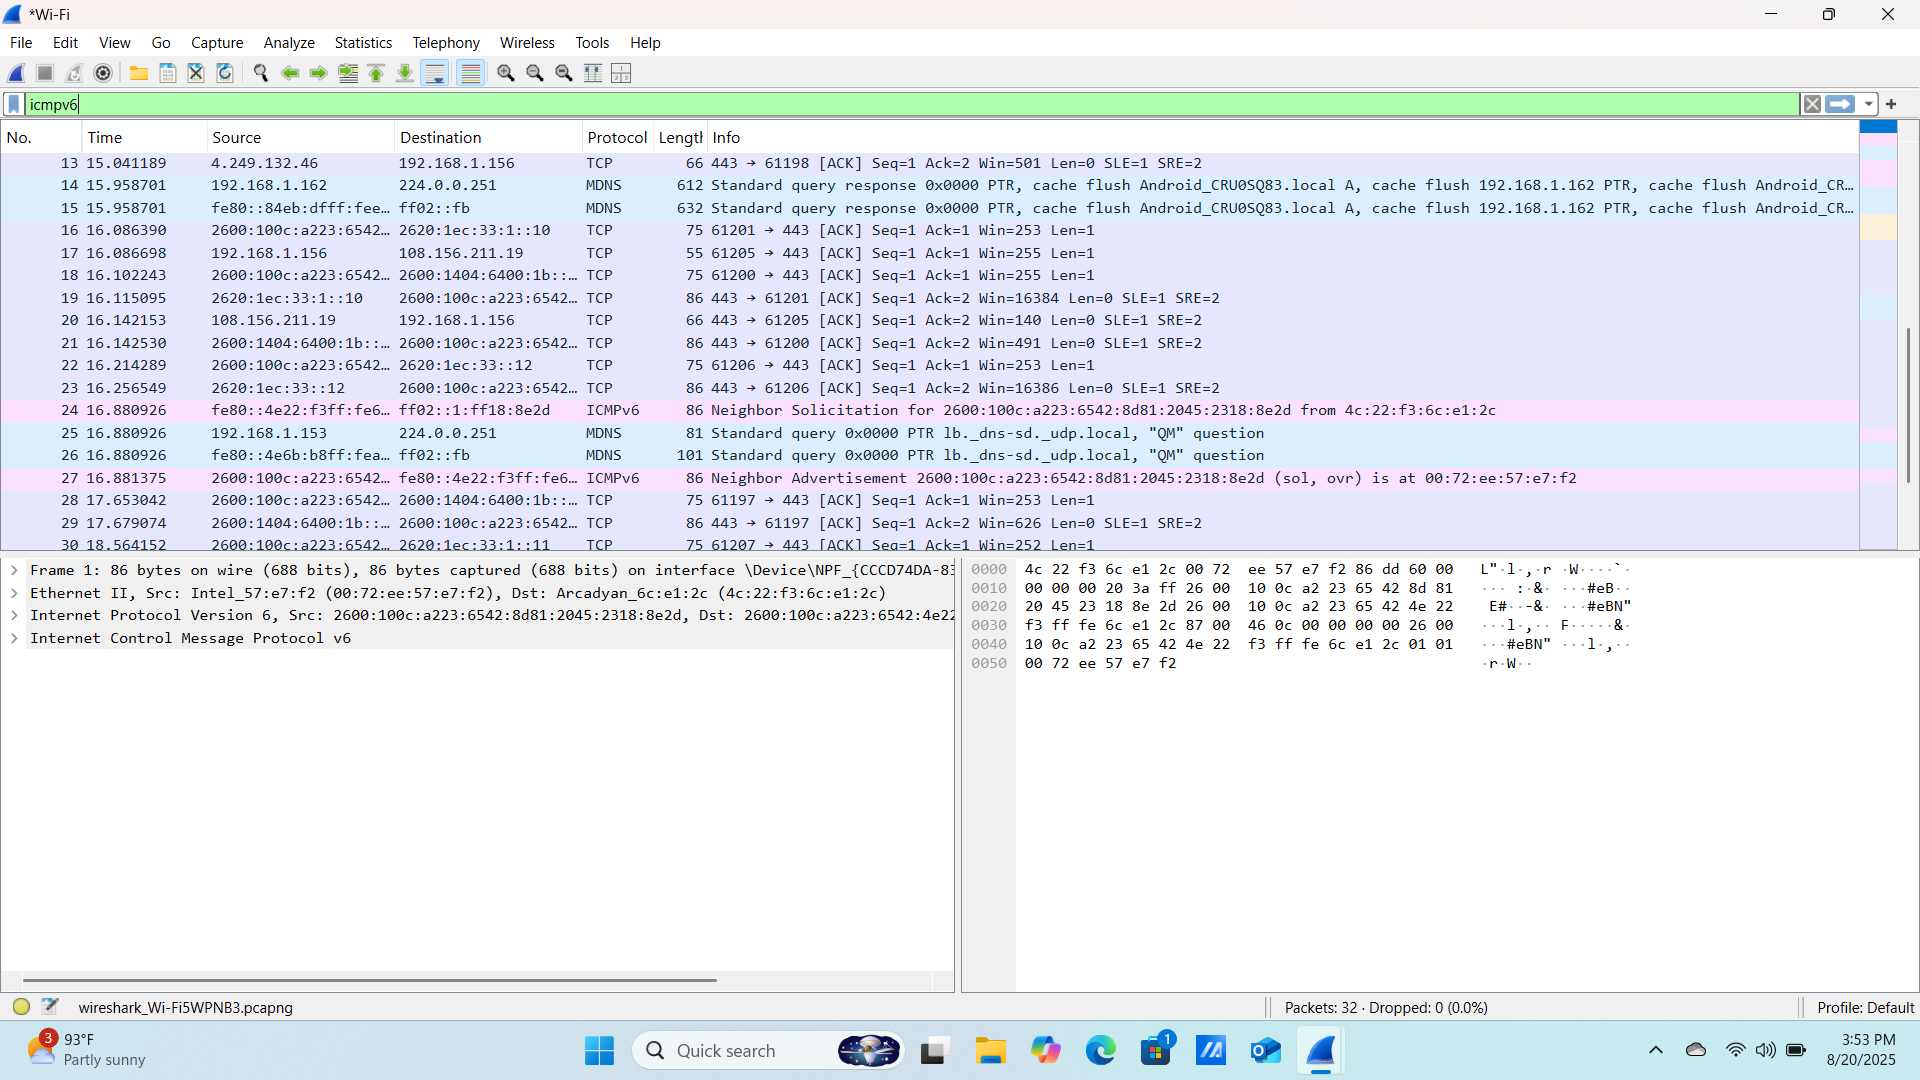 *Wi-Fi
File Edit View Go Capture Analyze Statistics Telephony Wireless Tools Help
icmpv6
No. Time Source Destination Protocol Length Info
13 15.041189 4.249.132.46 192.168.1.156 TCP 66 443 → 61198 [ACK] Seq=1 Ack=2 Win=501 Len=0 SLE=1 SRE=2
14 15.958701 192.168.1.162 224.0.0.251 MDNS 612 Standard query response 0x0000 PTR, cache flush Android_CRU0SQ83.local A, cache flush 192.168.1.162 PTR, cache flush Android_CR…
15 15.958701 fe80::84eb:dfff:fee… ff02::fb MDNS 632 Standard query response 0x0000 PTR, cache flush Android_CRU0SQ83.local A, cache flush 192.168.1.162 PTR, cache flush Android_CR…
16 16.086390 2600:100c:a223:6542… 2620:1ec:33:1::10 TCP 75 61201 → 443 [ACK] Seq=1 Ack=1 Win=253 Len=1
17 16.086698 192.168.1.156 108.156.211.19 TCP 55 61205 → 443 [ACK] Seq=1 Ack=1 Win=255 Len=1
18 16.102243 2600:100c:a223:6542… 2600:1404:6400:1b::… TCP 75 61200 → 443 [ACK] Seq=1 Ack=1 Win=255 Len=1
19 16.115095 2620:1ec:33:1::10 2600:100c:a223:6542… TCP 86 443 → 61201 [ACK] Seq=1 Ack=2 Win=16384 Len=0 SLE=1 SRE=2
20 16.142153 108.156.211.19 192.168.1.156 TCP 66 443 → 61205 [ACK] Seq=1 Ack=2 Win=140 Len=0 SLE=1 SRE=2
21 16.142530 2600:1404:6400:1b::… 2600:100c:a223:6542… TCP 86 443 → 61200 [ACK] Seq=1 Ack=2 Win=491 Len=0 SLE=1 SRE=2
22 16.214289 2600:100c:a223:6542… 2620:1ec:33::12 TCP 75 61206 → 443 [ACK] Seq=1 Ack=1 Win=253 Len=1
23 16.256549 2620:1ec:33::12 2600:100c:a223:6542… TCP 86 443 → 61206 [ACK] Seq=1 Ack=2 Win=16386 Len=0 SLE=1 SRE=2
24 16.880926 fe80::4e22:f3ff:fe6… ff02::1:ff18:8e2d ICMPv6 86 Neighbor Solicitation for 2600:100c:a223:6542:8d81:2045:2318:8e2d from 4c:22:f3:6c:e1:2c
25 16.880926 192.168.1.153 224.0.0.251 MDNS 81 Standard query 0x0000 PTR lb._dns-sd._udp.local, "QM" question
26 16.880926 fe80::4e6b:b8ff:fea… ff02::fb MDNS 101 Standard query 0x0000 PTR lb._dns-sd._udp.local, "QM" question
27 16.881375 2600:100c:a223:6542… fe80::4e22:f3ff:fe6… ICMPv6 86 Neighbor Advertisement 2600:100c:a223:6542:8d81:2045:2318:8e2d (sol, ovr) is at 00:72:ee:57:e7:f2
28 17.653042 2600:100c:a223:6542… 2600:1404:6400:1b::… TCP 75 61197 → 443 [ACK] Seq=1 Ack=1 Win=253 Len=1
29 17.679074 2600:1404:6400:1b::… 2600:100c:a223:6542… TCP 86 443 → 61197 [ACK] Seq=1 Ack=2 Win=626 Len=0 SLE=1 SRE=2
30 18.564152 2600:100c:a223:6542… 2620:1ec:33:1::11 TCP 75 61207 → 443 [ACK] Seq=1 Ack=1 Win=252 Len=1
Frame 1: 86 bytes on wire (688 bits), 86 bytes captured (688 bits) on interface \Device\NPF_{CCCD74DA-83
Ethernet II, Src: Intel_57:e7:f2 (00:72:ee:57:e7:f2), Dst: Arcadyan_6c:e1:2c (4c:22:f3:6c:e1:2c)
Internet Protocol Version 6, Src: 2600:100c:a223:6542:8d81:2045:2318:8e2d, Dst: 2600:100c:a223:6542:4e22
Internet Control Message Protocol v6
0000 4c 22 f3 6c e1 2c 00 72 ee 57 e7 f2 86 dd 60 00 L"·l·,·r ·W····`·
0010 00 00 00 20 3a ff 26 00 10 0c a2 23 65 42 8d 81 ··· :·&· ···#eB··
0020 20 45 23 18 8e 2d 26 00 10 0c a2 23 65 42 4e 22 E#··-&· ···#eBN"
0030 f3 ff fe 6c e1 2c 87 00 46 0c 00 00 00 00 26 00 ···l·,·· F·····&·
0040 10 0c a2 23 65 42 4e 22 f3 ff fe 6c e1 2c 01 01 ···#eBN" ···l·,··
0050 00 72 ee 57 e7 f2 ·r·W··
wireshark_Wi-Fi5WPNB3.pcapng
Packets: 32 · Dropped: 0 (0.0%)
Profile: Default
3
93°F
Partly sunny
Quick search
1
3:53 PM
8/20/2025